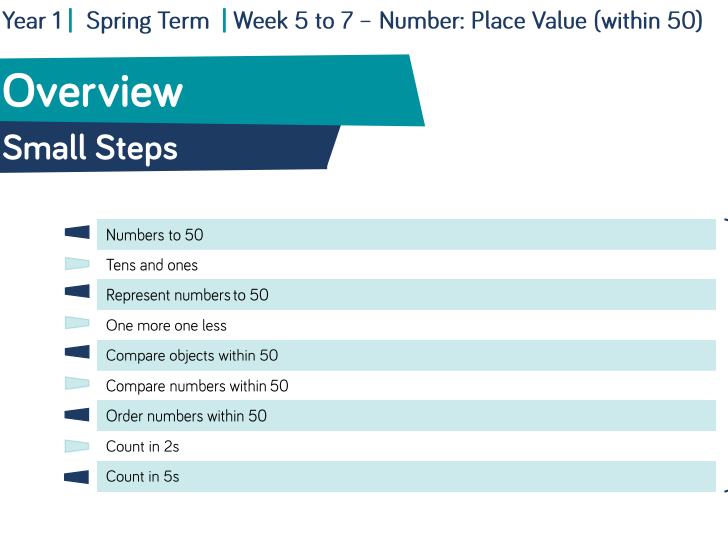 Year 1 | Spring Term | Week 5 to 7 – Number: Place Value (within 50)
Overview
Small Steps
Numbers to 50
Tens and ones
Represent numbers to 50
One more one less
Compare objects within 50
Compare numbers within 50
Order numbers within 50
Count in 2s
Count in 5s